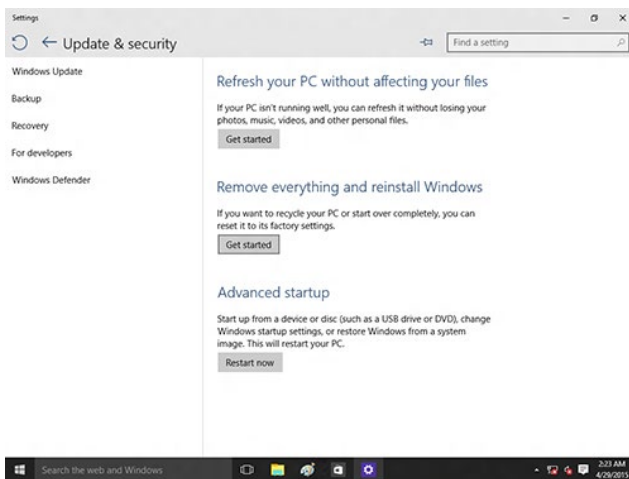 Settings
Update & security
Find a setting
Windows Update
Backup
Recovery
For developers
Windows Defender
Refresh your PC without affecting your files
If your PC isn't running well, you can refresh it without losing your
photos, music, videos, and other personal files.
Get started
Remove everything and reinstall Windows
If you want to recycle your PC or start over completely, you can
reset it to its factory settings.
Get started
Advanced startup
Start up from a device or disc (such as a USB drive or DVD), change
Windows startup settings, or restore Windows from a system
image. This will restart your PC.
Restart now
Search the web and Windows
2:23 AM
4/29/2015